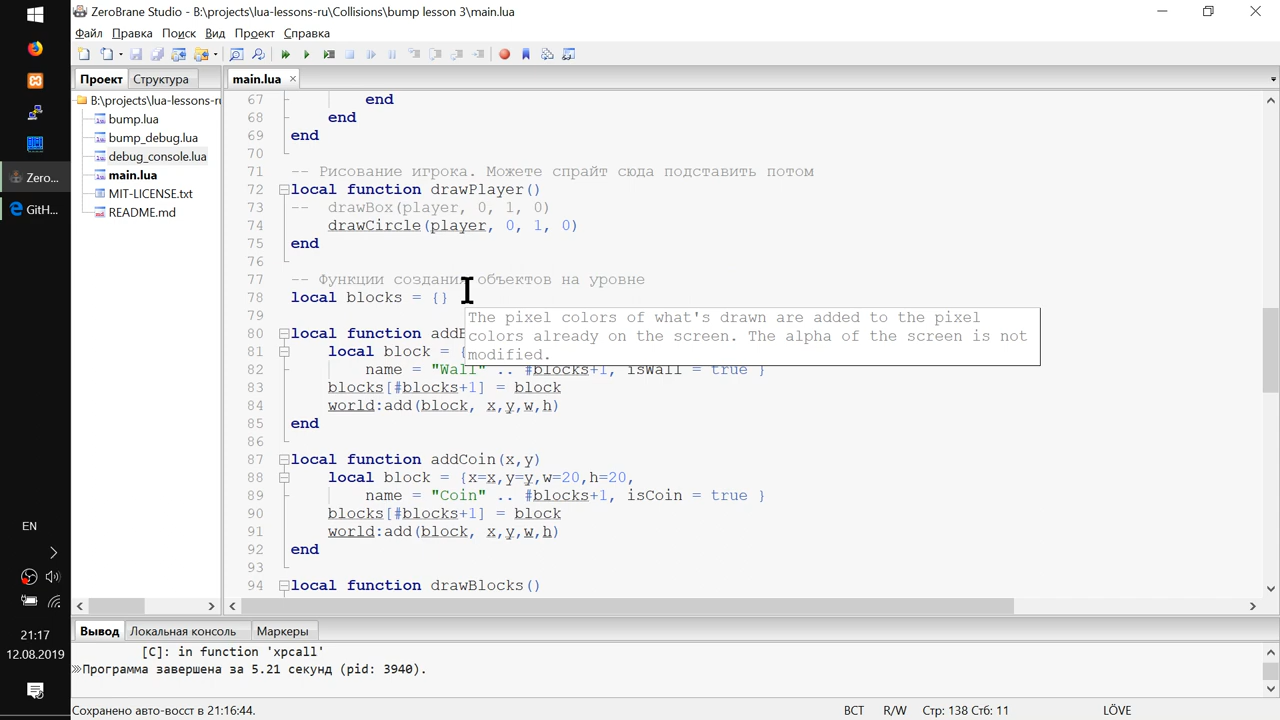 ZeroBrane Studio - B:\projects\lua-lessons-ru\Collisions\bump lesson 3\main.lua
Файл Правка Поиск Вид Проект Справка
Проект Структура
main.lua
B:\projects\lua-lessons-ru
bump.lua
bump_debug.lua
debug_console.lua
main.lua
MIT-LICENSE.txt
README.md
67 end
68 end
69 end
70
71 -- Рисование игрока. Можете спрайт сюда подставить потом
72 local function drawPlayer()
73 -- drawBox(player, 0, 1, 0)
74 drawCircle(player, 0, 1, 0)
75 end
76
77 -- Функции создания объектов на уровне
78 local blocks = {}
79
The pixel colors of what's drawn are added to the pixel
colors already on the screen. The alpha of the screen is not
modified.
80 local function
81 local block =
82 name = "Wall" .. #blocks+1, isWall = true }
83 blocks[#blocks+1] = block
84 world:add(block, x,y,w,h)
85 end
86
87 local function addCoin(x,y)
88 local block = {x=x,y=y,w=20,h=20,
89 name = "Coin" .. #blocks+1, isCoin = true }
90 blocks[#blocks+1] = block
91 world:add(block, x,y,w,h)
92 end
93
94 local function drawBlocks()
Zero...
GitH...
EN
21:17
12.08.2019
Вывод Локальная консоль Маркеры
[C]: in function 'xpcall'
Программа завершена за 5.21 секунд (pid: 3940).
Сохранено авто-восст в 21:16:44.
ВСТ R/W Стр: 138 Стб: 11 LÖVE